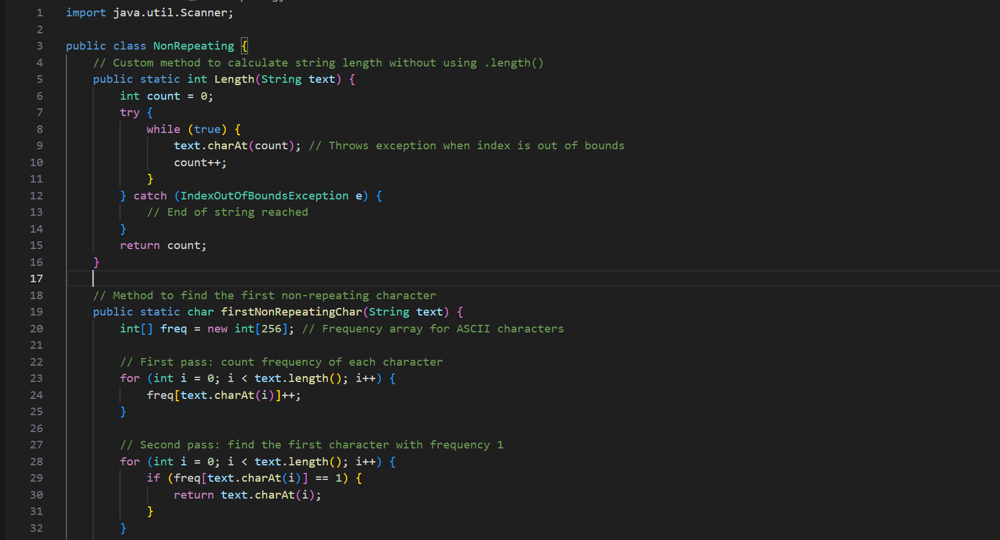 1 import java.util.Scanner;
2
3 public class NonRepeating {
4     // Custom method to calculate string length without using .length()
5     public static int Length(String text) {
6         int count = 0;
7         try {
8             while (true) {
9                 text.charAt(count); // Throws exception when index is out of bounds
10                 count++;
11             }
12         } catch (IndexOutOfBoundsException e) {
13             // End of string reached
14         }
15         return count;
16     }
17
18     // Method to find the first non-repeating character
19     public static char firstNonRepeatingChar(String text) {
20         int[] freq = new int[256]; // Frequency array for ASCII characters
21
22         // First pass: count frequency of each character
23         for (int i = 0; i < text.length(); i++) {
24             freq[text.charAt(i)]++;
25         }
26
27         // Second pass: find the first character with frequency 1
28         for (int i = 0; i < text.length(); i++) {
29             if (freq[text.charAt(i)] == 1) {
30                 return text.charAt(i);
31             }
32         }